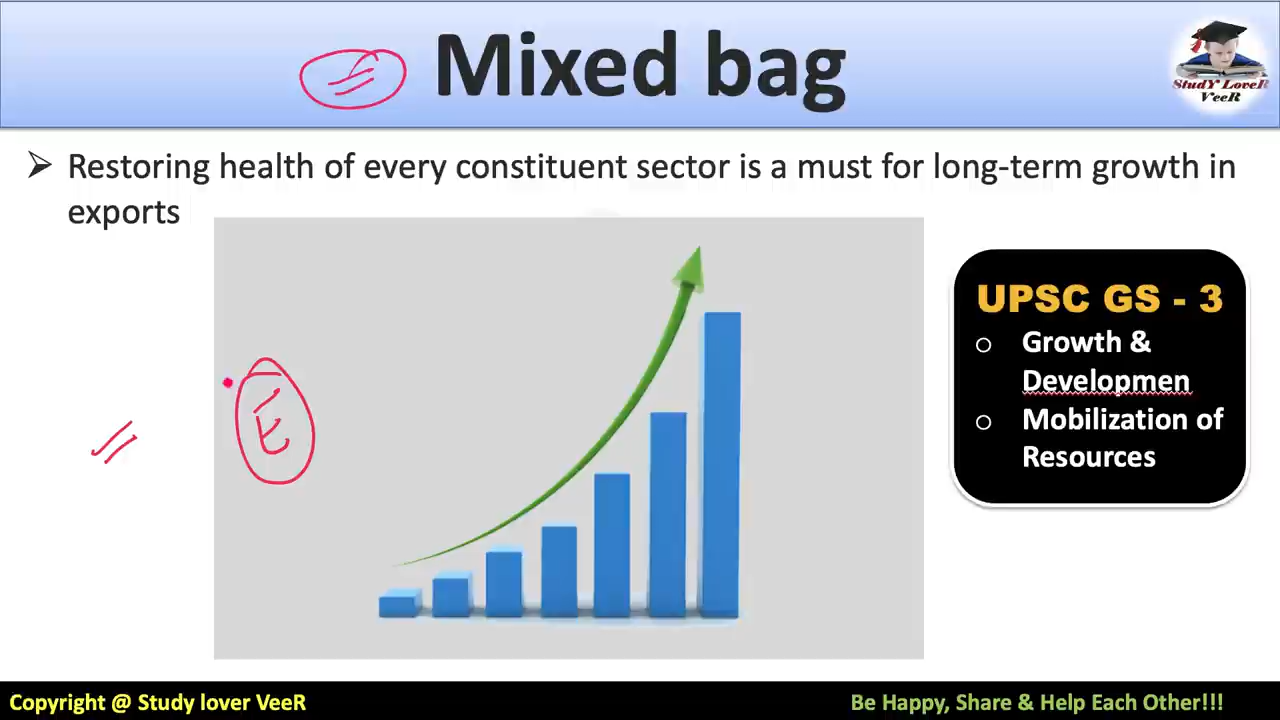 Mixed bag
StudY LoveR
VeeR
➤ Restoring health of every constituent sector is a must for long-term growth in
exports
UPSC GS - 3
○ Growth &
Developmen
○ Mobilization of
Resources
E
Copyright @ Study lover VeeR
Be Happy, Share & Help Each Other!!!